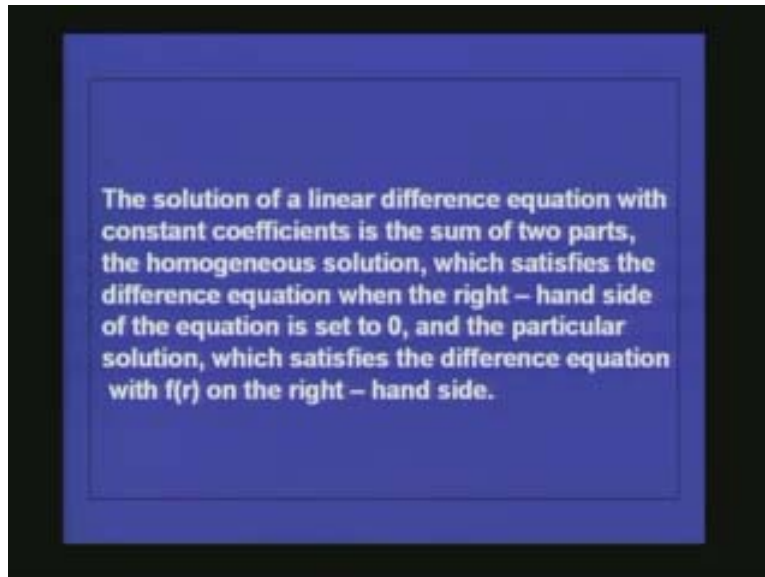 The solution of a linear difference equation with
constant coefficients is the sum of two parts,
the homogeneous solution, which satisfies the
difference equation when the right – hand side
of the equation is set to 0, and the particular
solution, which satisfies the difference equation
with f(r) on the right – hand side.